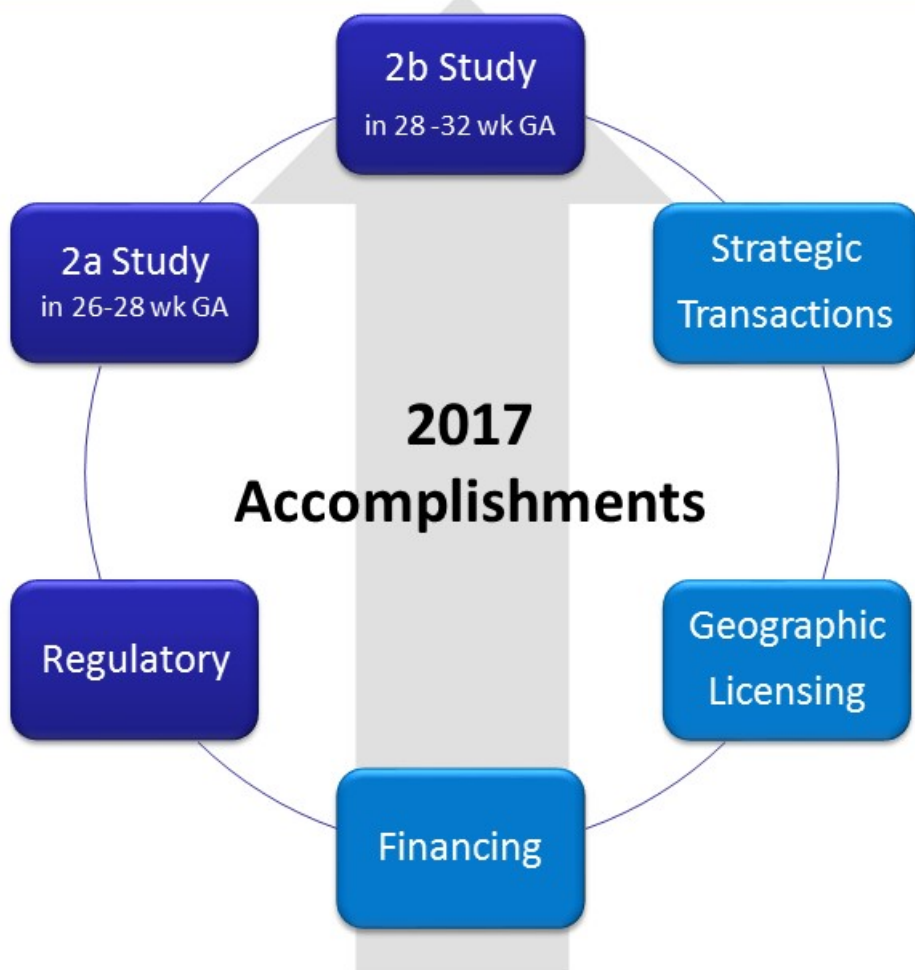 2b Study
in 28 -32 wk GA
2a Study
in 26-28 wk GA
Strategic
Transactions
2017
Accomplishments
Regulatory
Geographic
Licensing
Financing